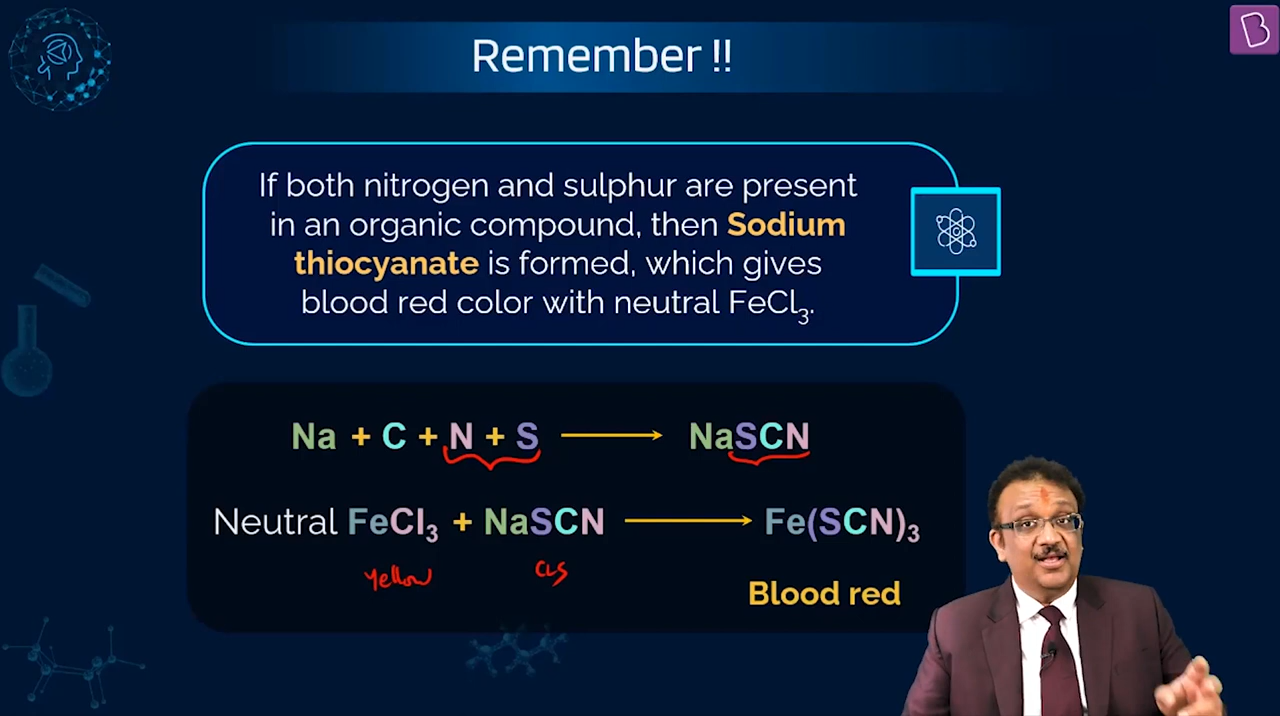 Remember !!
If both nitrogen and sulphur are present
in an organic compound, then Sodium
thiocyanate is formed, which gives
blood red color with neutral FeCl₃.
Na + C + N + S ⟶ NaSCN
Neutral FeCl₃ + NaSCN ⟶ Fe(SCN)₃
Yellow CLS
Blood red